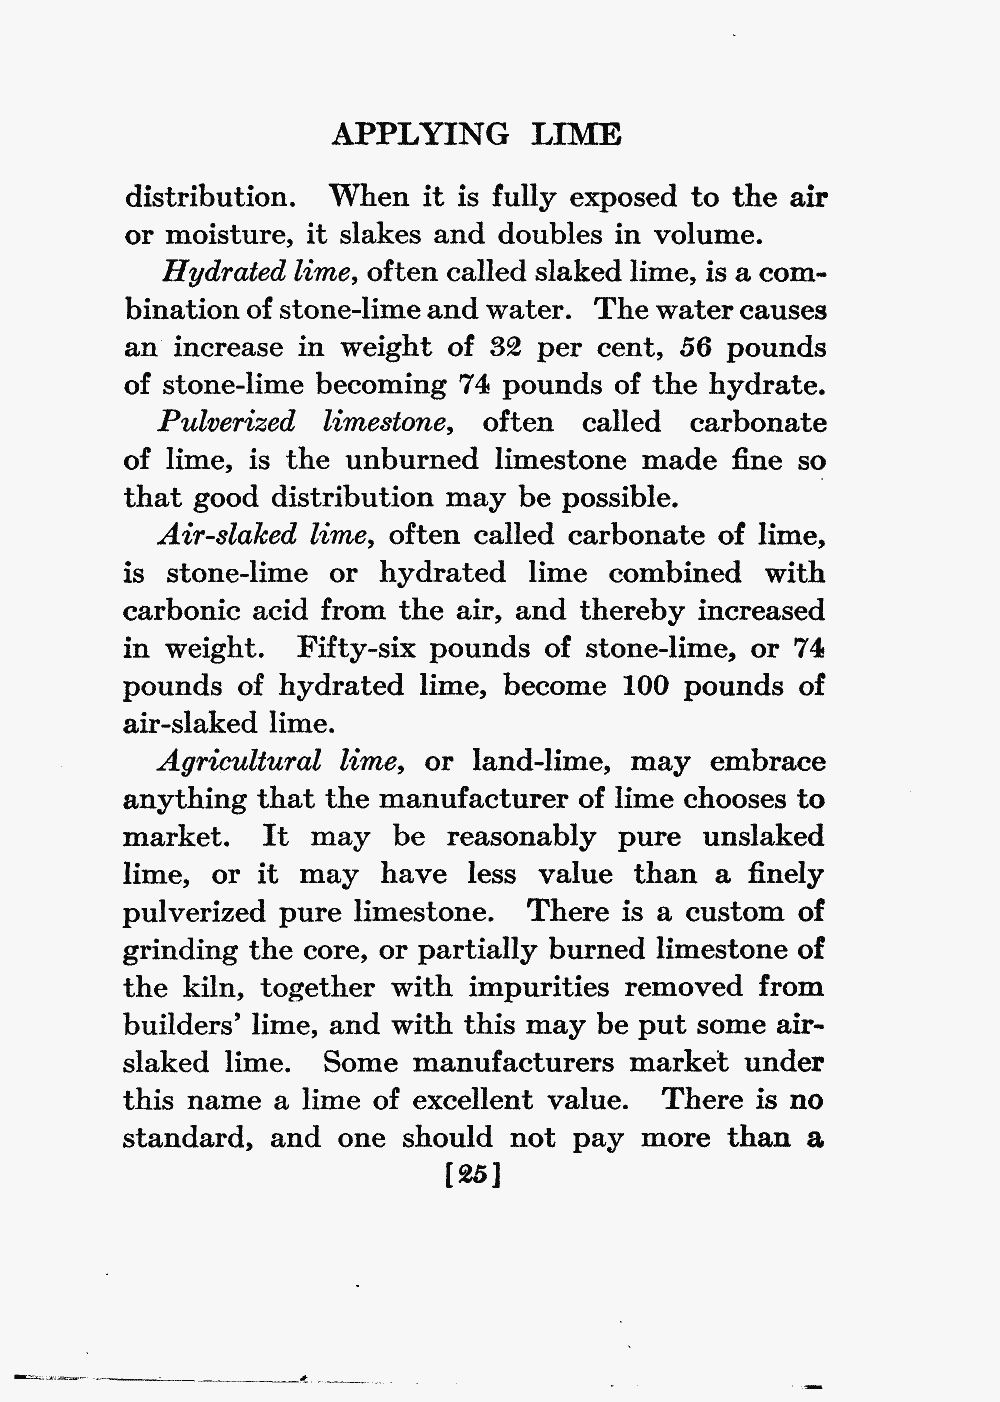 APPLYING LIME
distribution. When it is fully exposed to the air
or moisture, it slakes and doubles in volume.
Hydrated lime, often called slaked lime, is a com-
bination of stone-lime and water. The water causes
an increase in weight of 32 per cent, 56 pounds
of stone-lime becoming 74 pounds of the hydrate.
Pulverized limestone, often called carbonate
of lime, is the unburned limestone made fine so
that good distribution may be possible.
Air-slaked lime, often called carbonate of lime,
is stone-lime or hydrated lime combined with
carbonic acid from the air, and thereby increased
in weight. Fifty-six pounds of stone-lime, or 74
pounds of hydrated lime, become 100 pounds of
air-slaked lime.
Agricultural lime, or land-lime, may embrace
anything that the manufacturer of lime chooses to
market. It may be reasonably pure unslaked
lime, or it may have less value than a finely
pulverized pure limestone. There is a custom of
grinding the core, or partially burned limestone of
the kiln, together with impurities removed from
builders' lime, and with this may be put some air-
slaked lime. Some manufacturers market under
this name a lime of excellent value. There is no
standard, and one should not pay more than a
[25]